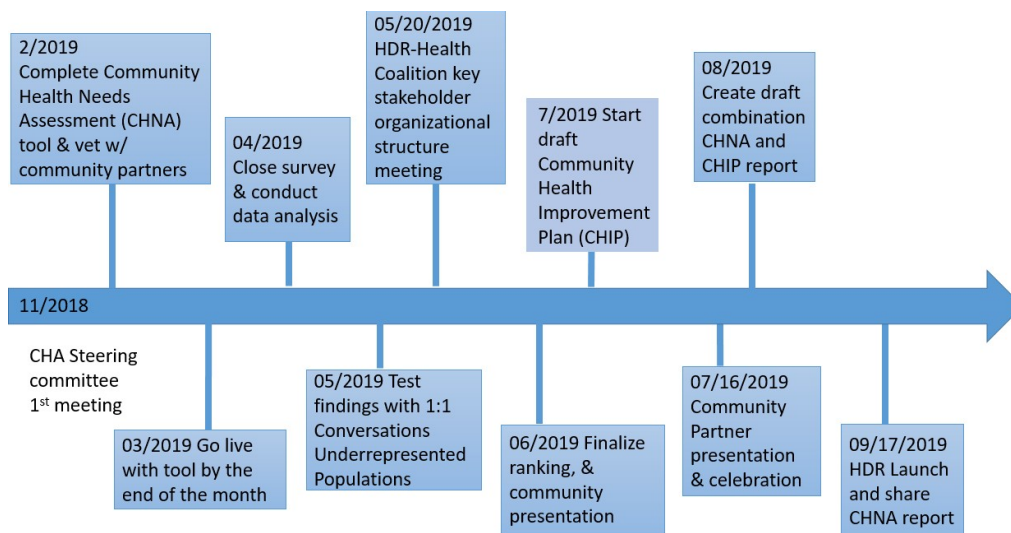 2/2019
Complete Community
Health Needs
Assessment (CHNA)
tool & vet w/
community partners
04/2019
Close survey
& conduct
data analysis
05/20/2019
HDR-Health
Coalition key
stakeholder
organizational
structure
meeting
7/2019 Start
draft
Community
Health
Improvement
Plan (CHIP)
08/2019
Create draft
combination
CHNA and
CHIP report
11/2018
CHA Steering
committee
1st meeting
03/2019 Go live
with tool by the
end of the month
05/2019 Test
findings with 1:1
Conversations
Underrepresented
Populations
06/2019 Finalize
ranking, &
community
presentation
07/16/2019
Community
Partner
presentation
& celebration
09/17/2019
HDR Launch
and share
CHNA report